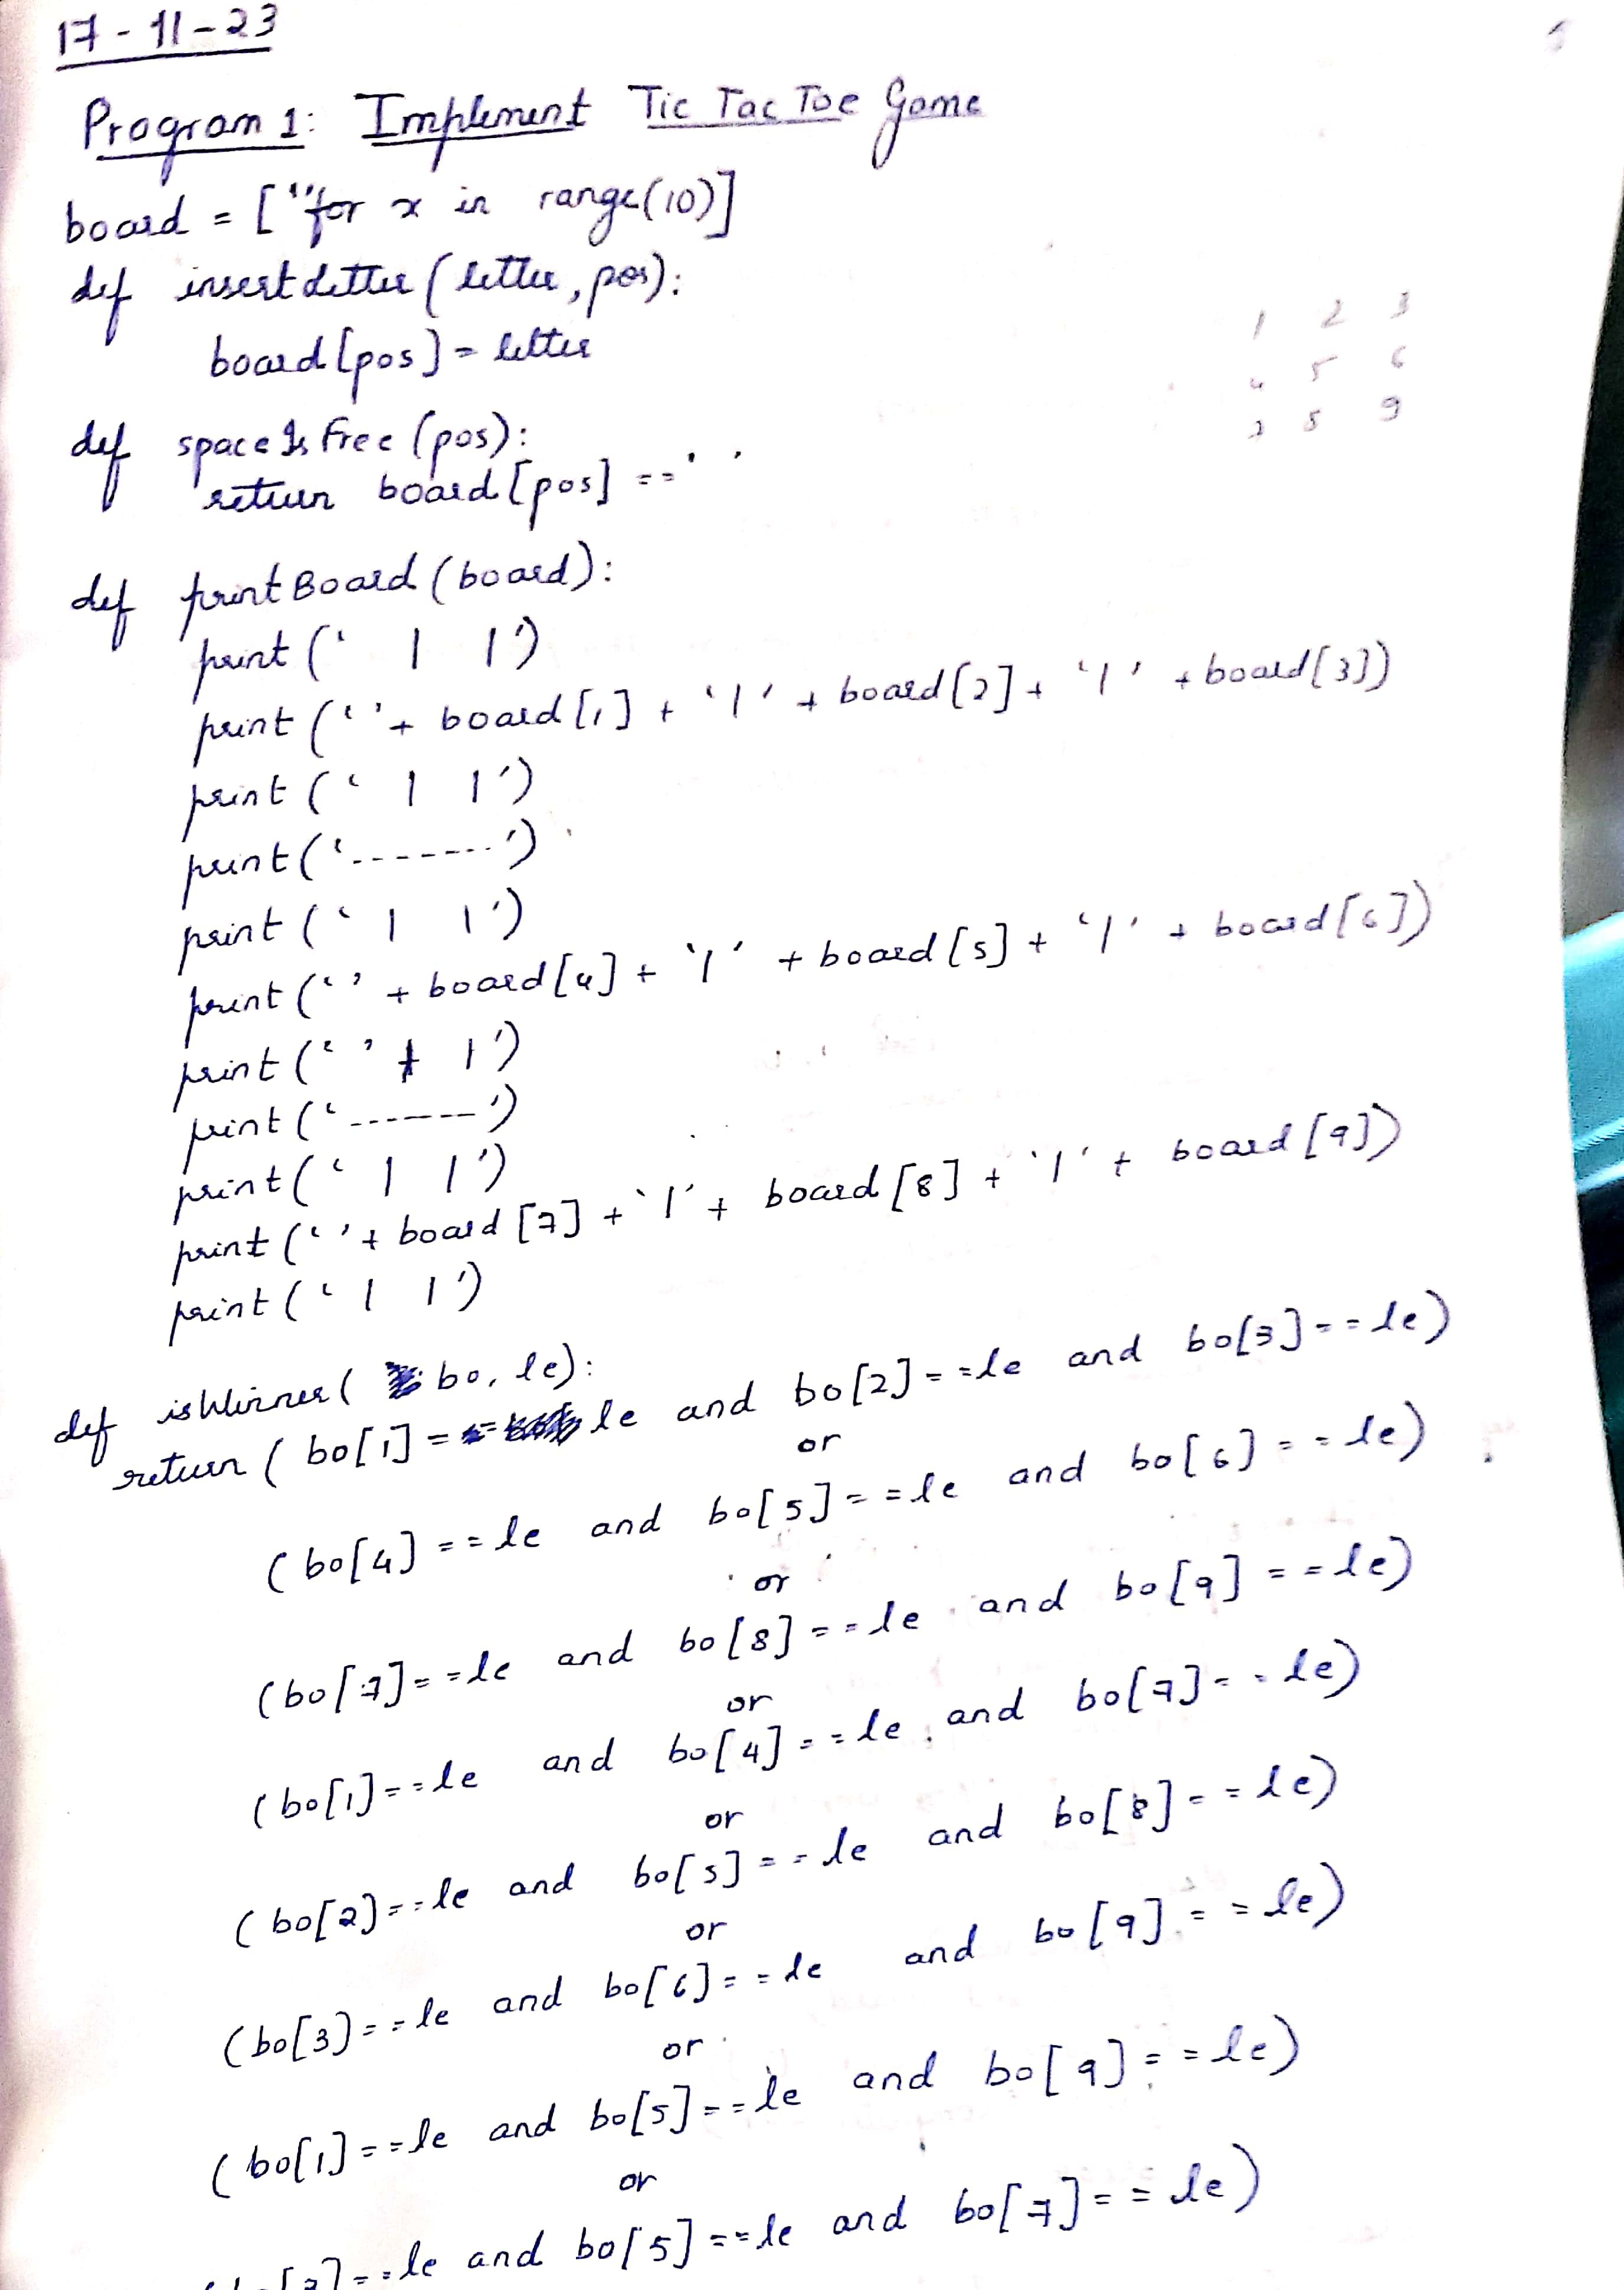 17-11-23
Program 1: Implement Tic Tac Toe Game
board = ['' for x in range(10)]
def insertLetter(letter, pos):
board[pos] = letter
1 2 3
4 5 6
7 8 9
def spaceIsFree(pos):
return board[pos] == ' '
def printBoard(board):
print(' | |')
print(' ' + board[1] + '|' + board[2] + '|' + board[3])
print(' | |')
print('-------')
print(' | |')
print(' ' + board[4] + '|' + board[5] + '|' + board[6])
print(' ' | |')
print('-------')
print(' | |')
print(' ' + board[7] + '|' + board[8] + '|' + board[9])
print(' | |')
def isWinner(bo, le):
return (bo[1] == le and bo[2] == le and bo[3] == le)
or
(bo[4] == le and bo[5] == le and bo[6] == le)
or
(bo[7] == le and bo[8] == le and bo[9] == le)
or
(bo[1] == le and bo[4] == le and bo[7] == le)
or
(bo[2] == le and bo[5] == le and bo[8] == le)
or
(bo[3] == le and bo[6] == le and bo[9] == le)
or
(bo[1] == le and bo[5] == le and bo[9] == le)
or
== le and bo[5] == le and bo[7] == le)